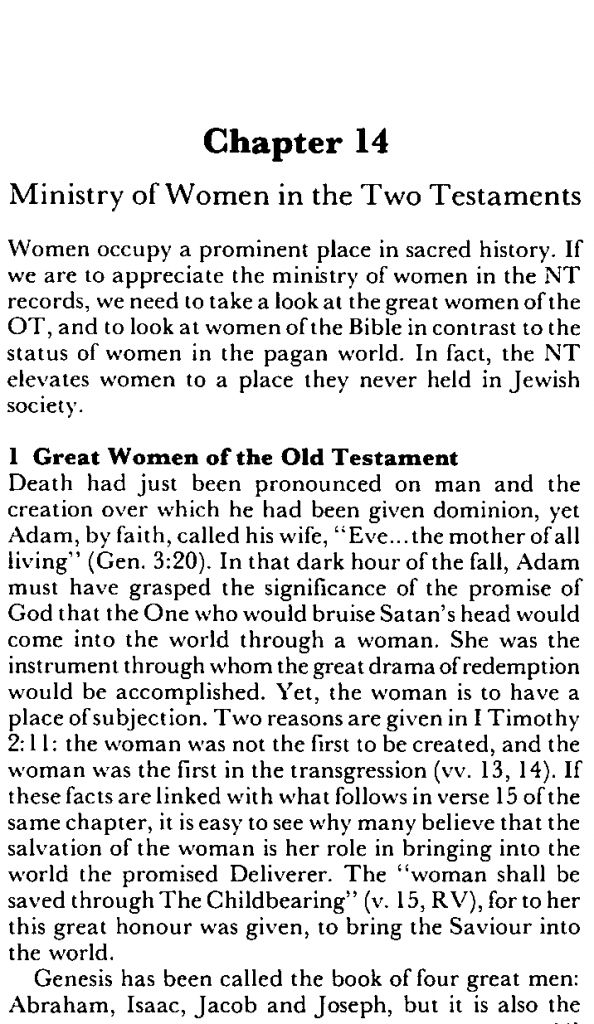 Chapter 14
Ministry of Women in the Two Testaments
Women occupy a prominent place in sacred history. If
we are to appreciate the ministry of women in the NT
records, we need to take a look at the great women of the
OT, and to look at women of the Bible in contrast to the
status of women in the pagan world. In fact, the NT
elevates women to a place they never held in Jewish
society.
1 Great Women of the Old Testament
Death had just been pronounced on man and the
creation over which he had been given dominion, yet
Adam, by faith, called his wife, “Eve...the mother of all
living” (Gen. 3:20). In that dark hour of the fall, Adam
must have grasped the significance of the promise of
God that the One who would bruise Satan's head would
come into the world through a woman. She was the
instrument through whom the great drama of redemption
would be accomplished. Yet, the woman is to have a
place of subjection. Two reasons are given in I Timothy
2:11: the woman was not the first to be created, and the
woman was the first in the transgression (vv. 13, 14). If
these facts are linked with what follows in verse 15 of the
same chapter, it is easy to see why many believe that the
salvation of the woman is her role in bringing into the
world the promised Deliverer. The “woman shall be
saved through The Childbearing” (v. 15, RV), for to her
this great honour was given, to bring the Saviour into
the world.
Genesis has been called the book of four great men:
Abraham, Isaac, Jacob and Joseph, but it is also the